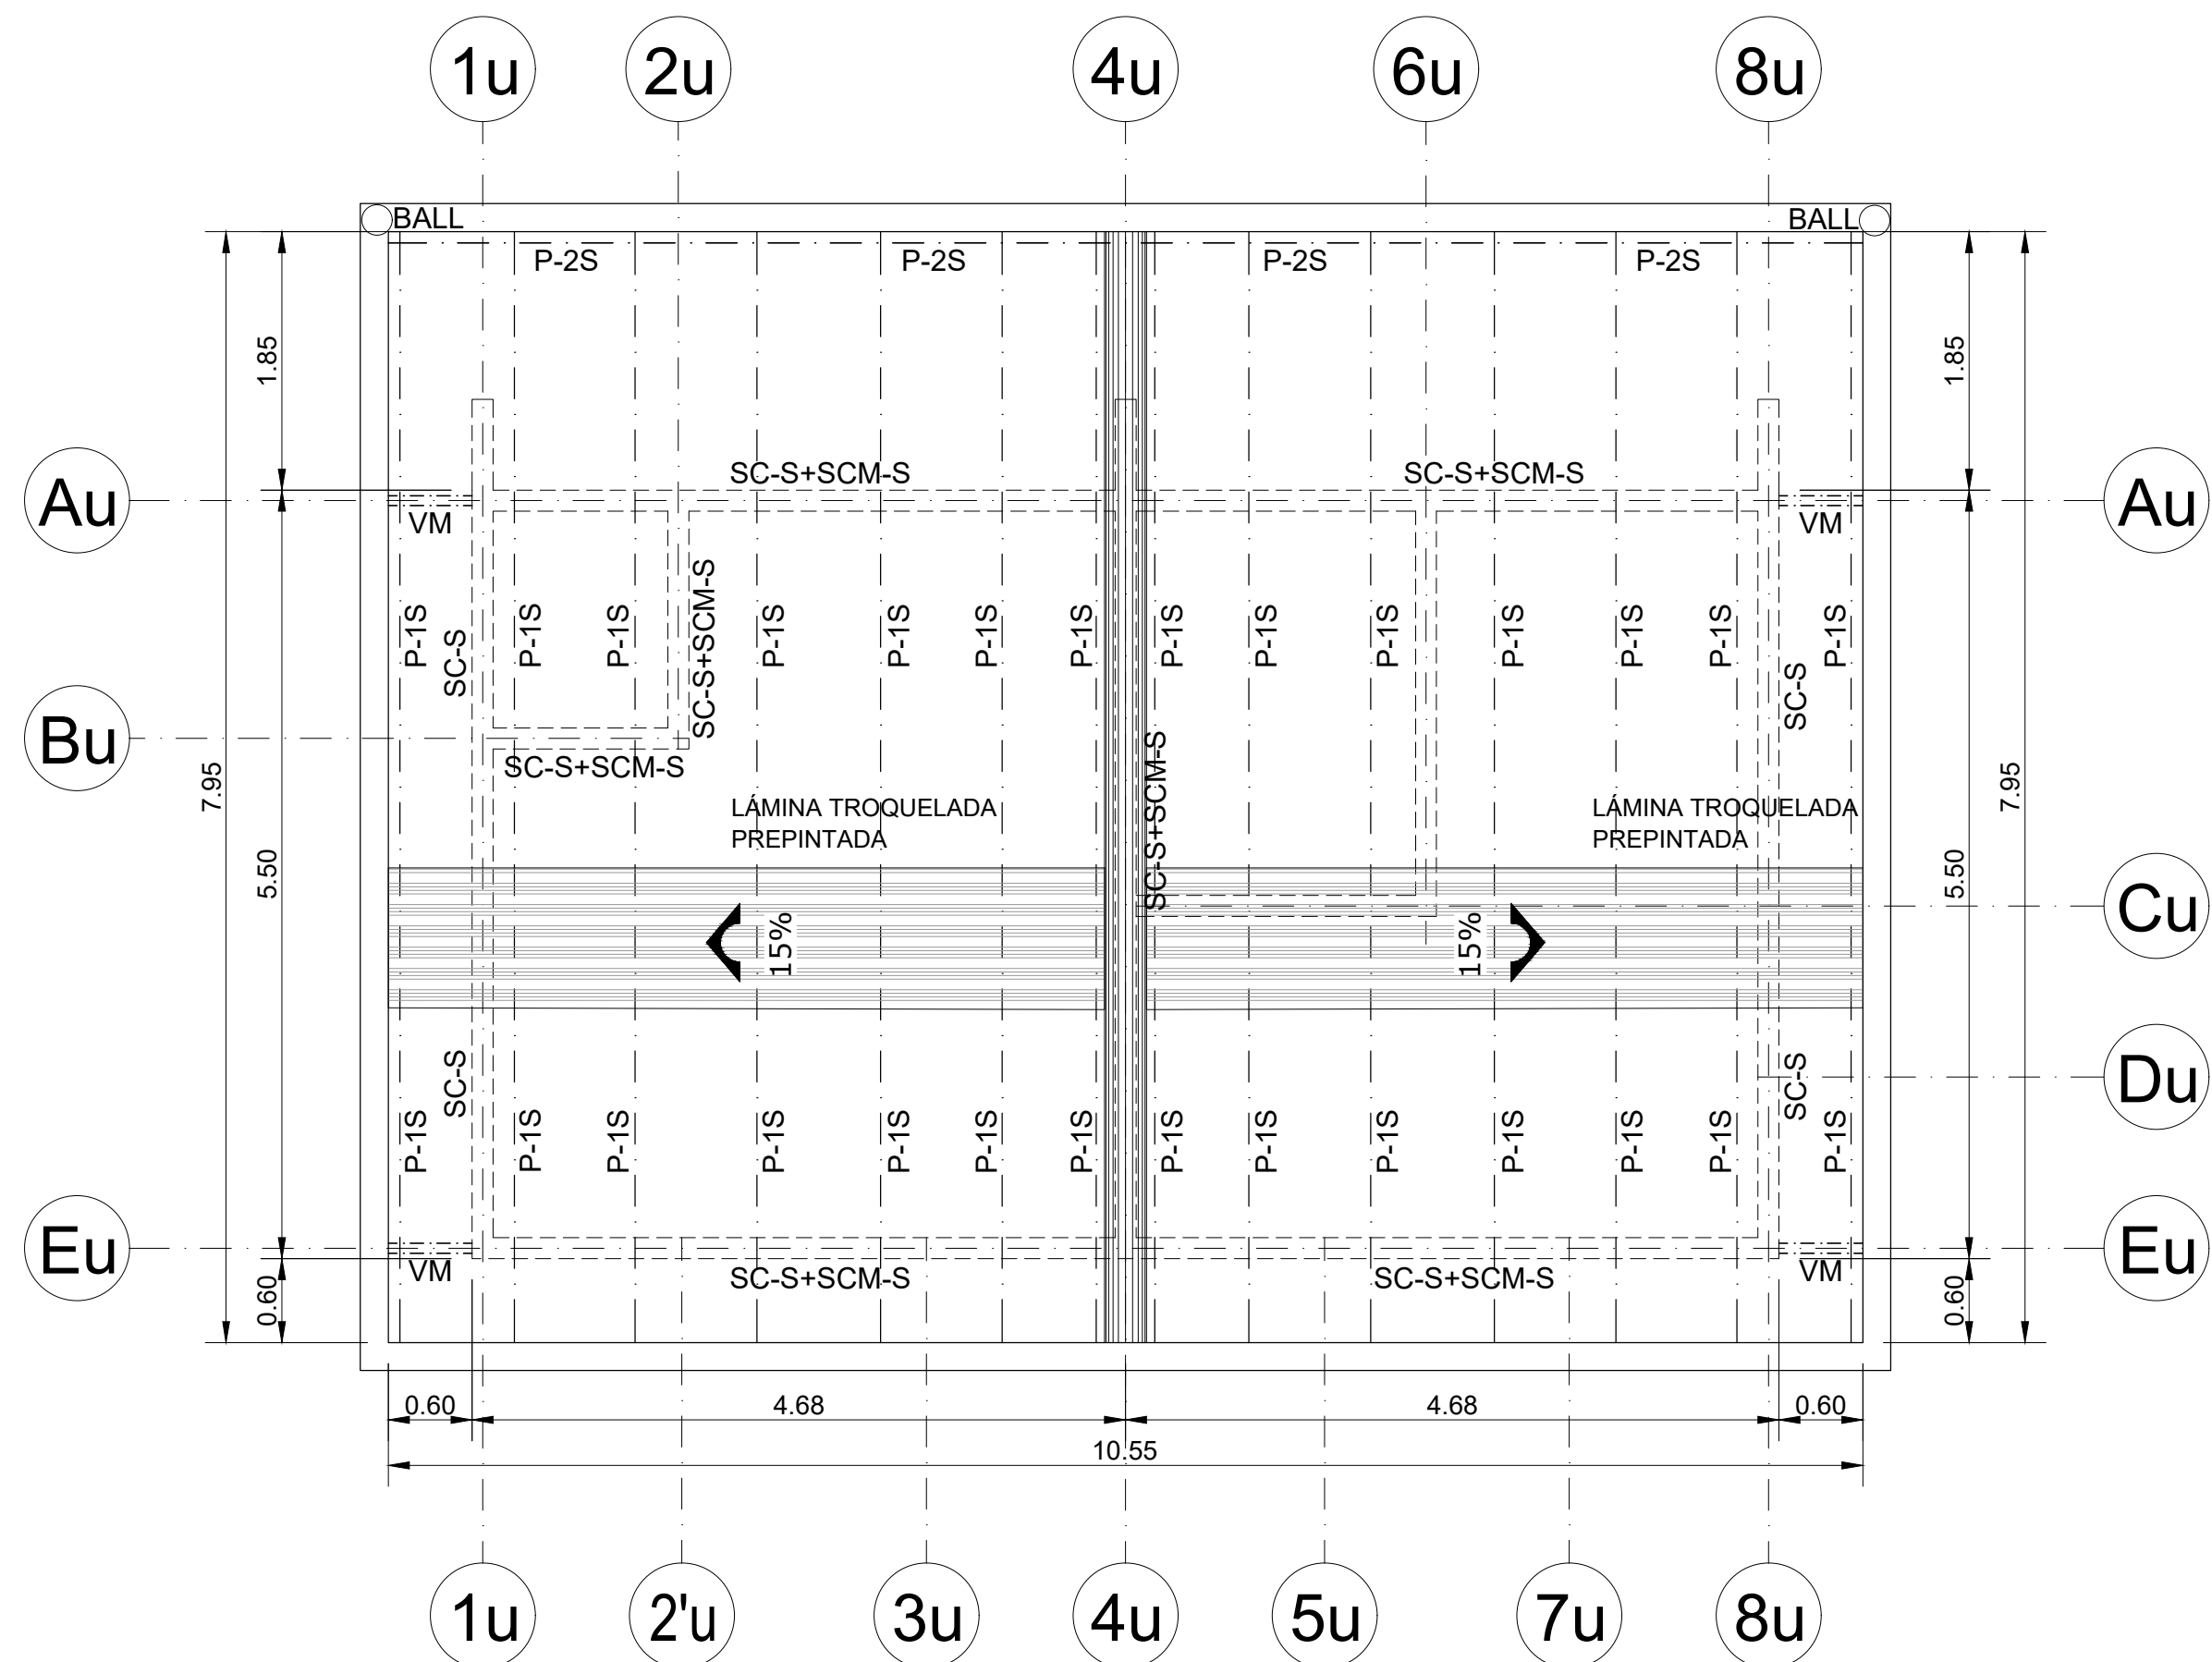 1u 2u 4u 6u 8u
BALL BALL
P-2S P-2S P-2S P-2S
1.85 1.85
SC-S+SCM-S SC-S+SCM-S
Au Au
VM VM
SC-S+SCM-S
P-1S P-1S P-1S P-1S P-1S P-1S P-1S P-1S P-1S P-1S P-1S P-1S P-1S P-1S
SC-S SC-S
Bu
SC-S+SCM-S
7.95 7.95
SC-S+SCM-S
LÁMINA TROQUELADA LÁMINA TROQUELADA
PREPINTADA PREPINTADA
5.50 5.50
Cu
15% 15%
SC-S SC-S
Du
P-1S P-1S P-1S P-1S P-1S P-1S P-1S P-1S P-1S P-1S P-1S P-1S P-1S P-1S
Eu Eu
VM SC-S+SCM-S SC-S+SCM-S VM
0.60 0.60
0.60 4.68 4.68 0.60
10.55
1u 2'u 3u 4u 5u 7u 8u